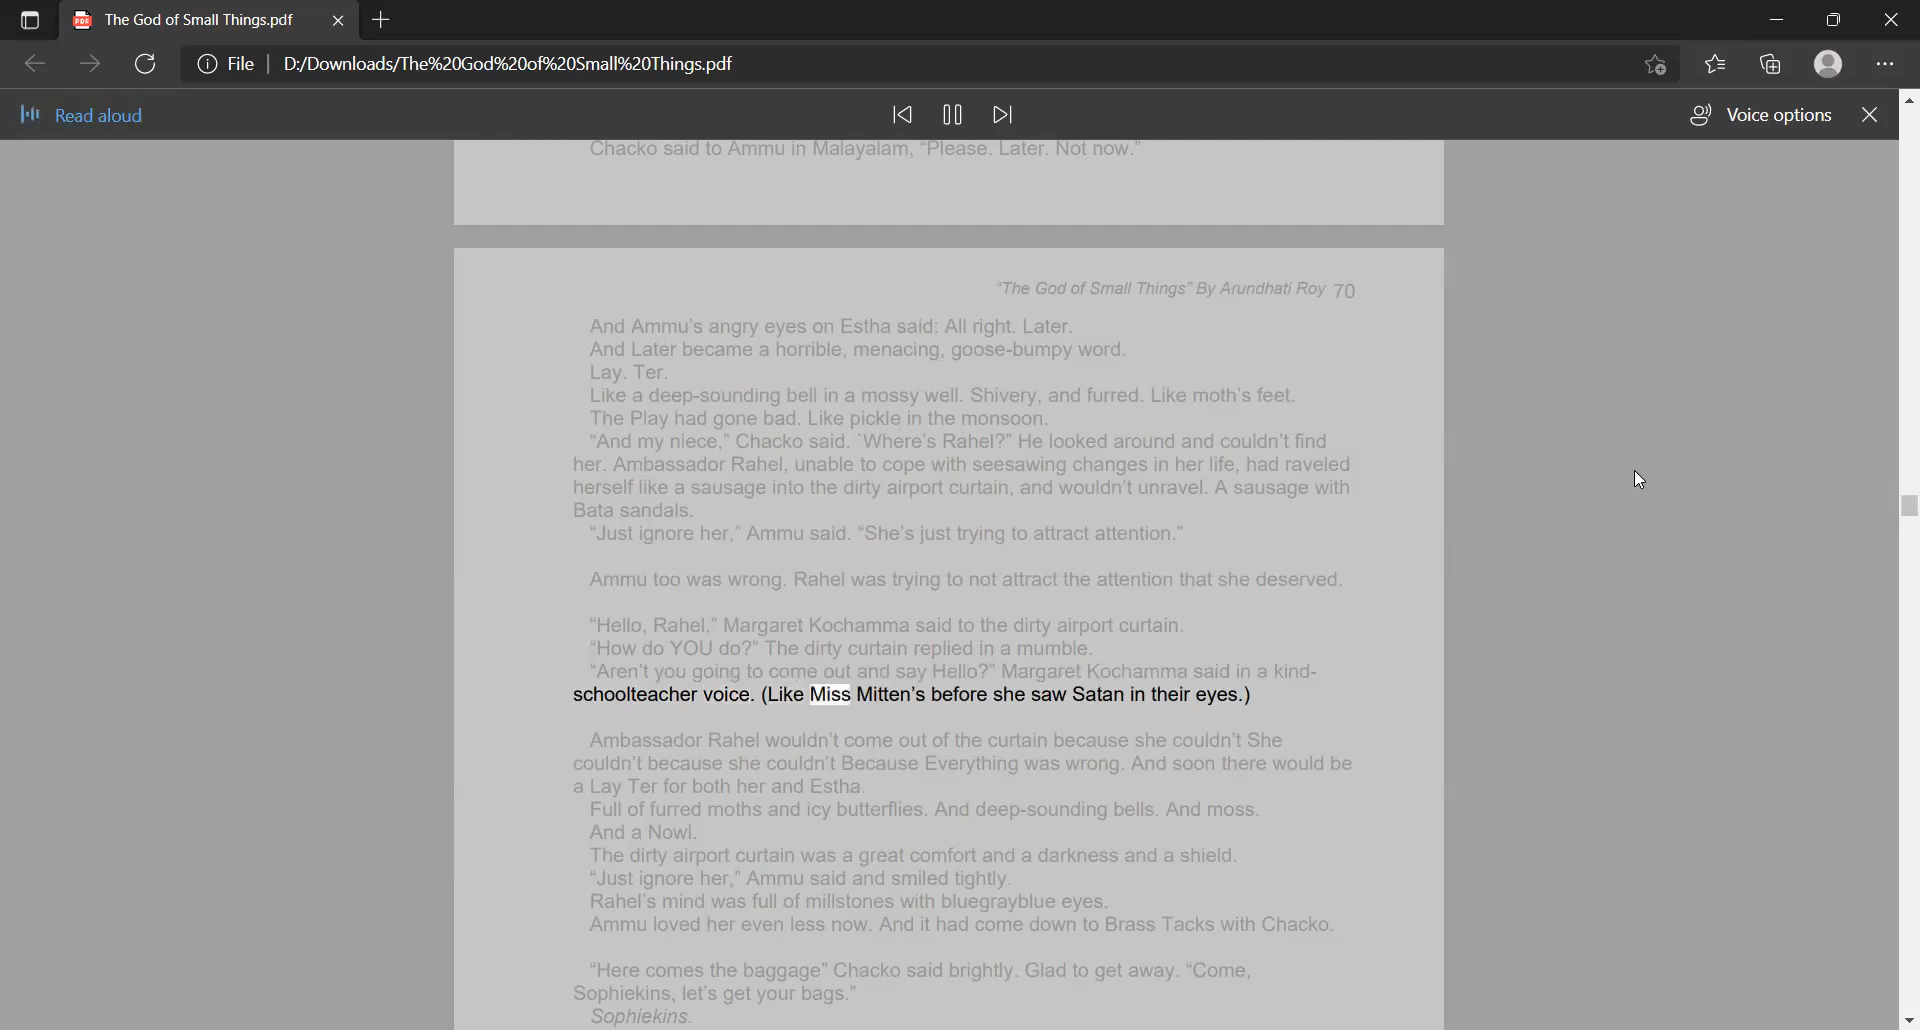 The God of Small Things.pdf
File
D:/Downloads/The%20God%20of%20Small%20Things.pdf
Read aloud
Voice options
Chacko said to Ammu in Malayalam, “Please. Later. Not now.”
“The God of Small Things” By Arundhati Roy 70
And Ammu’s angry eyes on Estha said: All right. Later.
And Later became a horrible, menacing, goose-bumpy word.
Lay. Ter.
Like a deep-sounding bell in a mossy well. Shivery, and furred. Like moth’s feet.
The Play had gone bad. Like pickle in the monsoon.
“And my niece,” Chacko said. `Where’s Rahel?” He looked around and couldn’t find
her. Ambassador Rahel, unable to cope with seesawing changes in her life, had raveled
herself like a sausage into the dirty airport curtain, and wouldn’t unravel. A sausage with
Bata sandals.
“Just ignore her,” Ammu said. “She’s just trying to attract attention.”
Ammu too was wrong. Rahel was trying to not attract the attention that she deserved.
“Hello, Rahel,” Margaret Kochamma said to the dirty airport curtain.
“How do YOU do?” The dirty curtain replied in a mumble.
“Aren’t you going to come out and say Hello?” Margaret Kochamma said in a kind-
schoolteacher voice. (Like Miss Mitten’s before she saw Satan in their eyes.)
Ambassador Rahel wouldn’t come out of the curtain because she couldn’t She
couldn’t because she couldn’t Because Everything was wrong. And soon there would be
a Lay Ter for both her and Estha.
Full of furred moths and icy butterflies. And deep-sounding bells. And moss.
And a Nowl.
The dirty airport curtain was a great comfort and a darkness and a shield.
“Just ignore her,” Ammu said and smiled tightly.
Rahel’s mind was full of millstones with bluegrayblue eyes.
Ammu loved her even less now. And it had come down to Brass Tacks with Chacko.
“Here comes the baggage” Chacko said brightly. Glad to get away. “Come,
Sophiekins, let’s get your bags.”
Sophiekins.